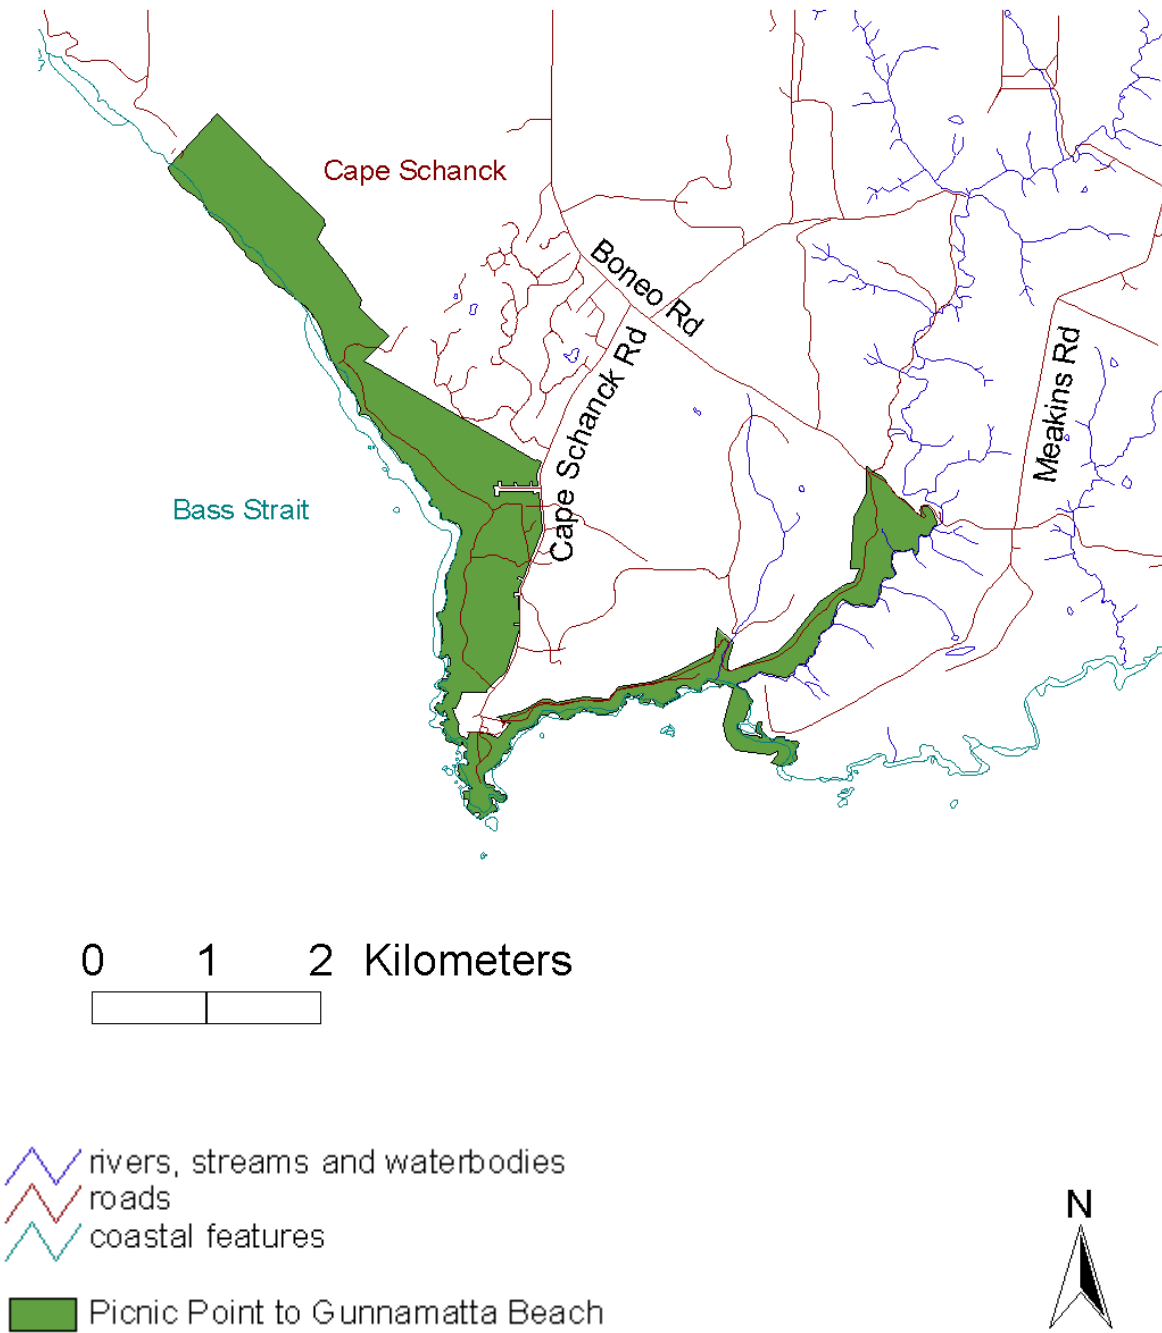 Cape Schanck
Boneo Rd
Cape Schanck Rd
Meakins Rd
Bass Strait
0 1 2 Kilometers
rivers, streams and waterbodies
roads
coastal features
Picnic Point to Gunnamatta Beach
N